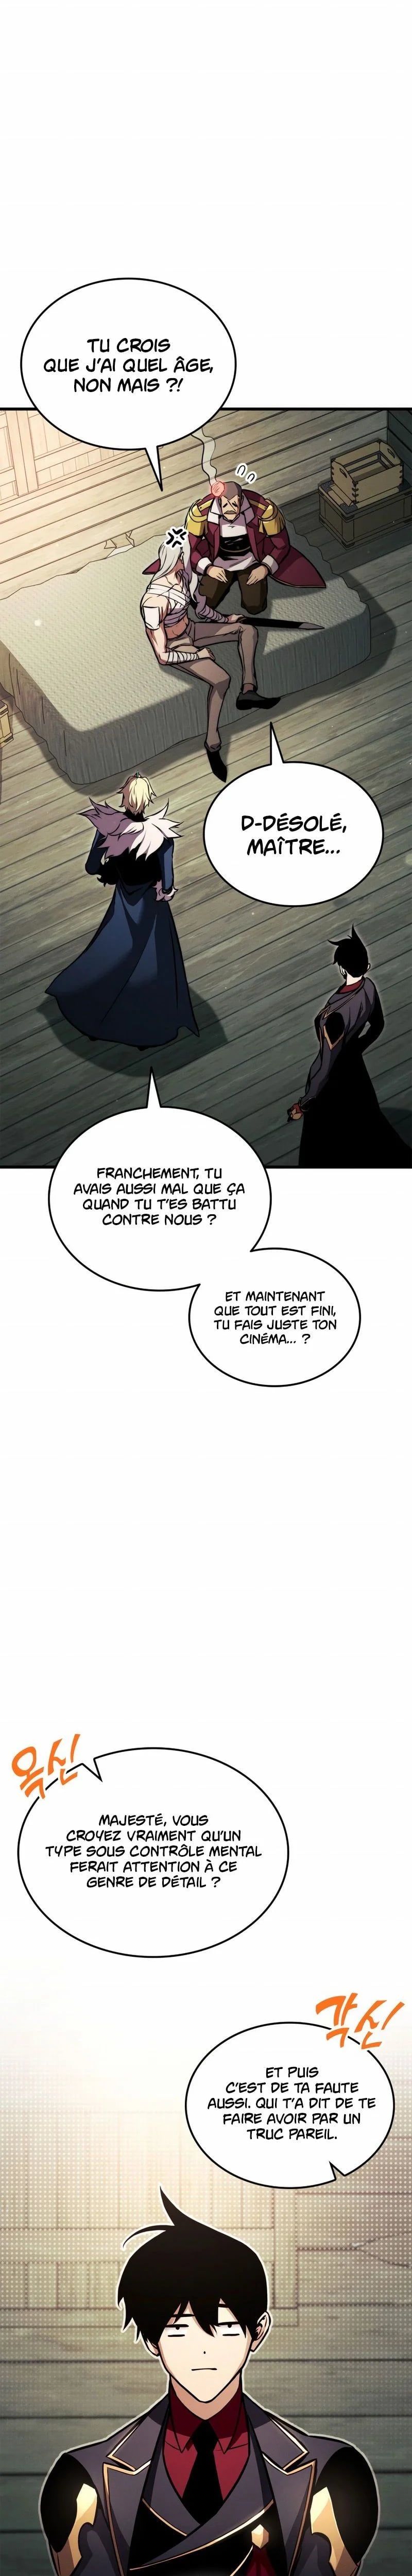 TU CROIS
QUE J'AI QUEL ÂGE,
NON MAIS ?!
D-DÉSOLÉ,
MAÎTRE...
FRANCHEMENT, TU
AVAIS AUSSI MAL QUE ÇA
QUAND TU T'ES BATTU
CONTRE NOUS ?
ET MAINTENANT
QUE TOUT EST FINI,
TU FAIS JUSTE TON
CINÉMA... ?
옥신
MAJESTÉ, VOUS
CROYEZ VRAIMENT QU'UN
TYPE SOUS CONTRÔLE MENTAL
FERAIT ATTENTION À CE
GENRE DE DÉTAIL ?
각신
ET PUIS
C'EST DE TA FAUTE
AUSSI. QUI T'A DIT DE TE
FAIRE AVOIR PAR UN
TRUC PAREIL.